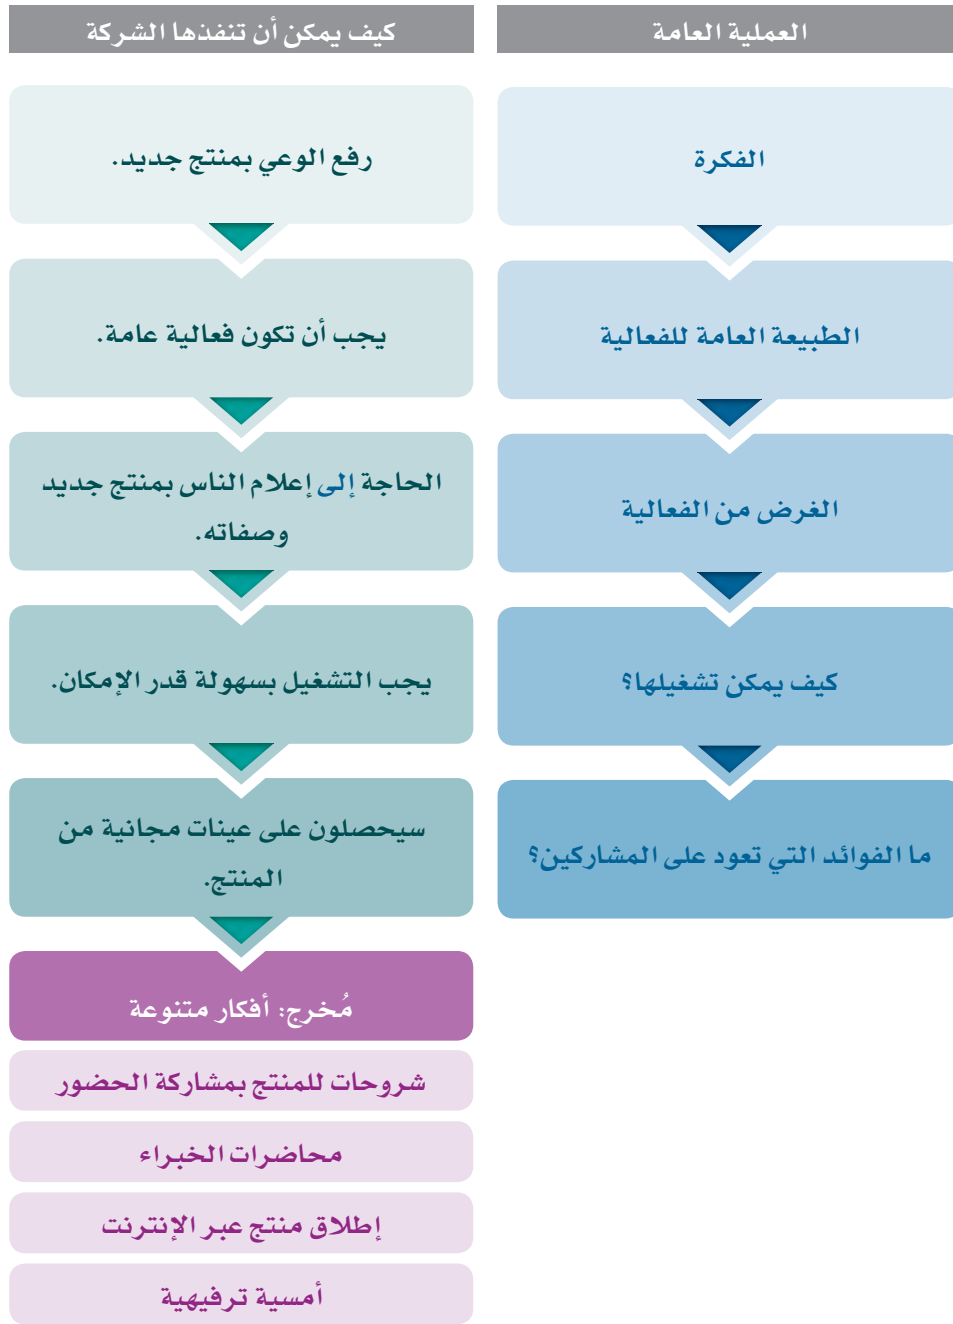 العملية العامة
الفكرة
الطبيعة العامة للفعالية
الغرض من الفعالية
كيف يمكن تشغيلها؟
ما الفوائد التي تعود على المشاركين؟
كيف يمكن أن تنفذها الشركة
رفع الوعي بمنتج جديد.
يجب أن تكون فعالية عامة.
الحاجة إلى إعلام الناس بمنتج جديد
وصفاته.
يجب التشغيل بسهولة قدر الإمكان.
سيحصلون على عينات مجانية من
المنتج.
مُخرج: أفكار متنوعة
شروحات للمنتج بمشاركة الحضور
محاضرات الخبراء
إطلاق منتج عبر الإنترنت
أمسية ترفيهية